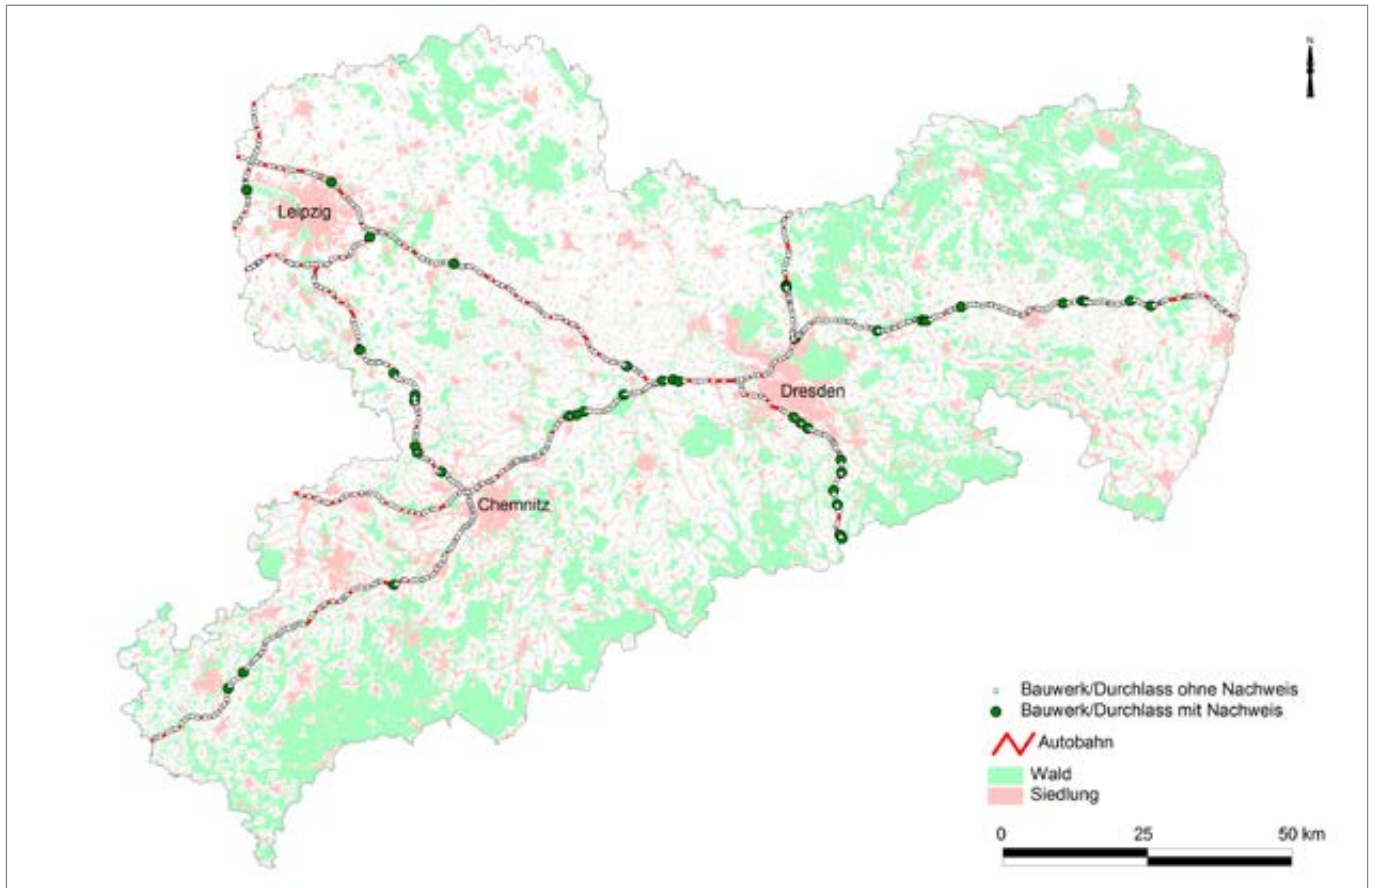 N
Leipzig
Dresden
Chemnitz
Bauwerk/Durchlass ohne Nachweis
Bauwerk/Durchlass mit Nachweis
Autobahn
Wald
Siedlung
0 25 50 km